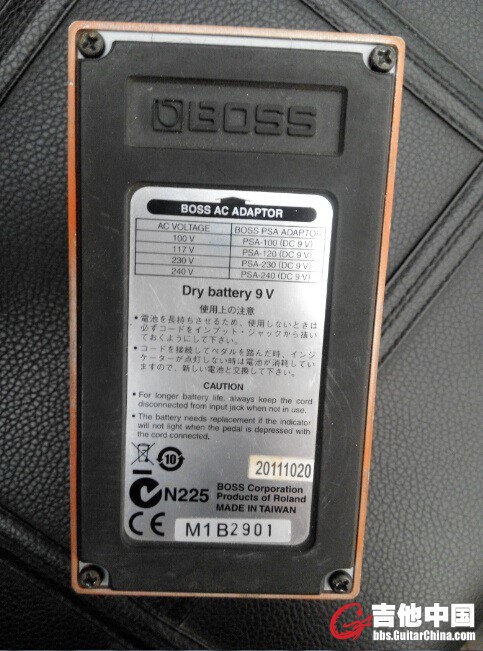 BOSS
BOSS AC ADAPTOR
AC VOLTAGE BOSS PSA ADAPTOR
100 V PSA-100 (DC 9 V)
117 V PSA-120 (DC 9 V)
230 V PSA-230 (DC 9 V)
240 V PSA-240 (DC 9 V)
Dry battery 9 V
使用上の注意
• 電池を長持ちさせるため、使用しないときは
必ずコードをインプット・ジャックから抜い
ておくようにして下さい。
• コードを接続してペダルを踏んだ時、インジ
ケーターが点灯しない時は電池が消耗してい
ますので、新しい電池と交換して下さい。
CAUTION
• For longer battery life, always keep the cord
disconnected from input jack when not in use.
• The battery needs replacement if the indicator
will not light when the pedal is depressed with
the cord connected.
10
20111020
N225
BOSS Corporation
Products of Roland
MADE IN TAIWAN
CE
M1B2901
吉他中国
bbs.GuitarChina.com